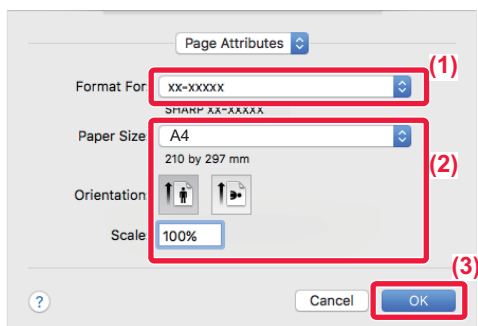 Page Attributes
(1)
Format For: xx-xxxxx
SHARP xx-xxxxx
Paper Size: A4
210 by 297 mm
(2)
Orientation:
Scale: 100%
(3)
? Cancel OK